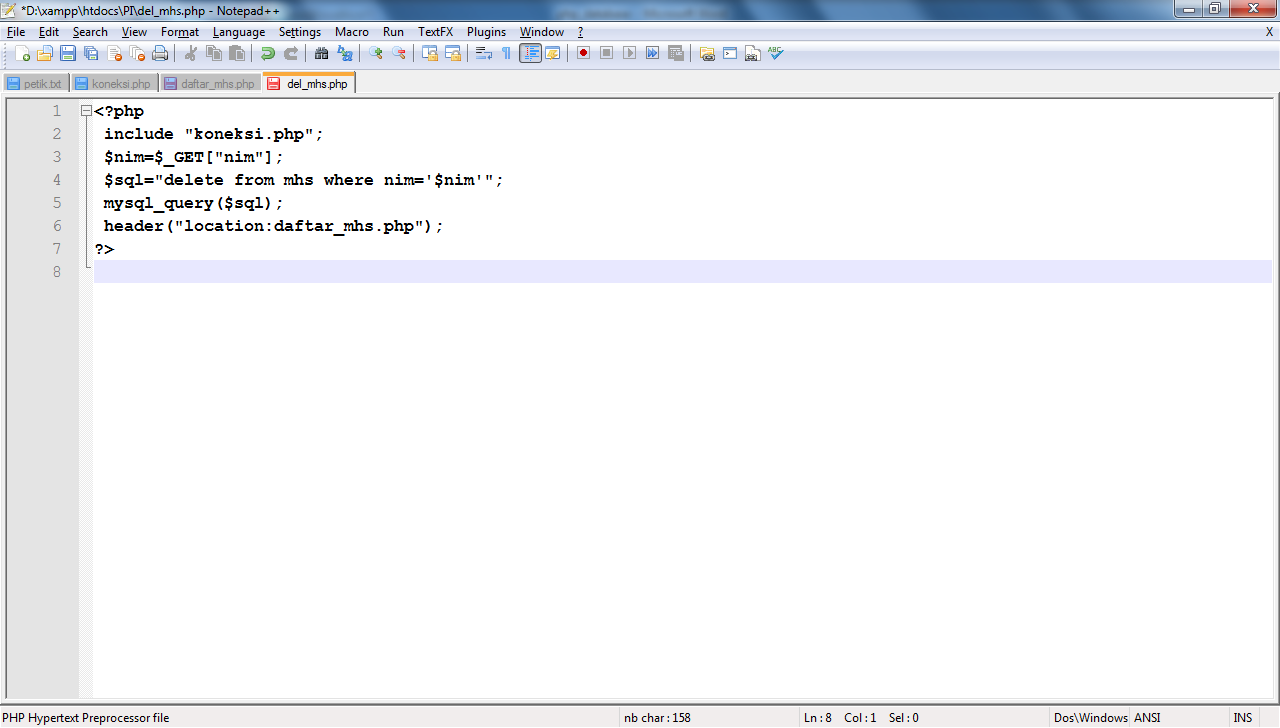 *D:\xampp\htdocs\PI\del_mhs.php - Notepad++
File Edit Search View Format Language Settings Macro Run TextFX Plugins Window ? X
petik.txt koneksi.php daftar_mhs.php del_mhs.php
1 <?php
2 include "koneksi.php";
3 $nim=$_GET["nim"];
4 $sql="delete from mhs where nim='$nim'";
5 mysql_query($sql);
6 header("location:daftar_mhs.php");
7 ?>
8
PHP Hypertext Preprocessor file nb char : 158 Ln : 8 Col : 1 Sel : 0 Dos\Windows ANSI INS